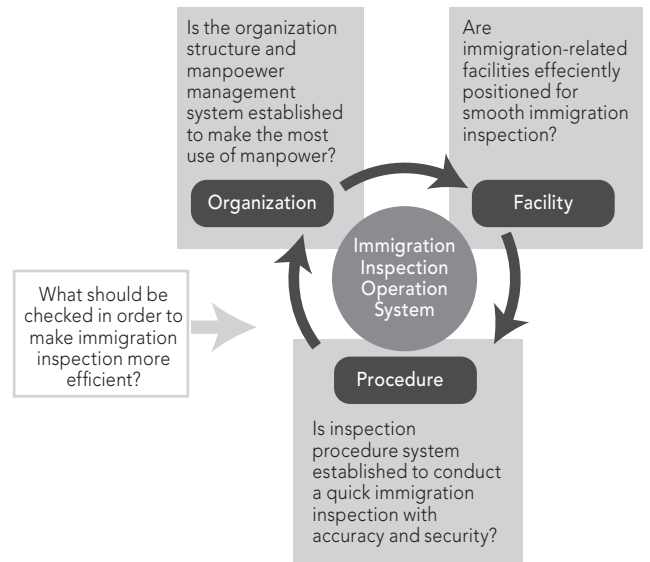 Is the organization
structure and
manpoewer
management
system established
to make the most
use of manpower?
Organization
Are
immigration-related
facilities effeciently
positioned for
smooth immigration
inspection?
Facility
Immigration
Inspection
Operation
System
What should be
checked in order to
make immigration
inspection more
efficient?
Procedure
Is inspection
procedure system
established to conduct
a quick immigration
inspection with
accuracy and security?